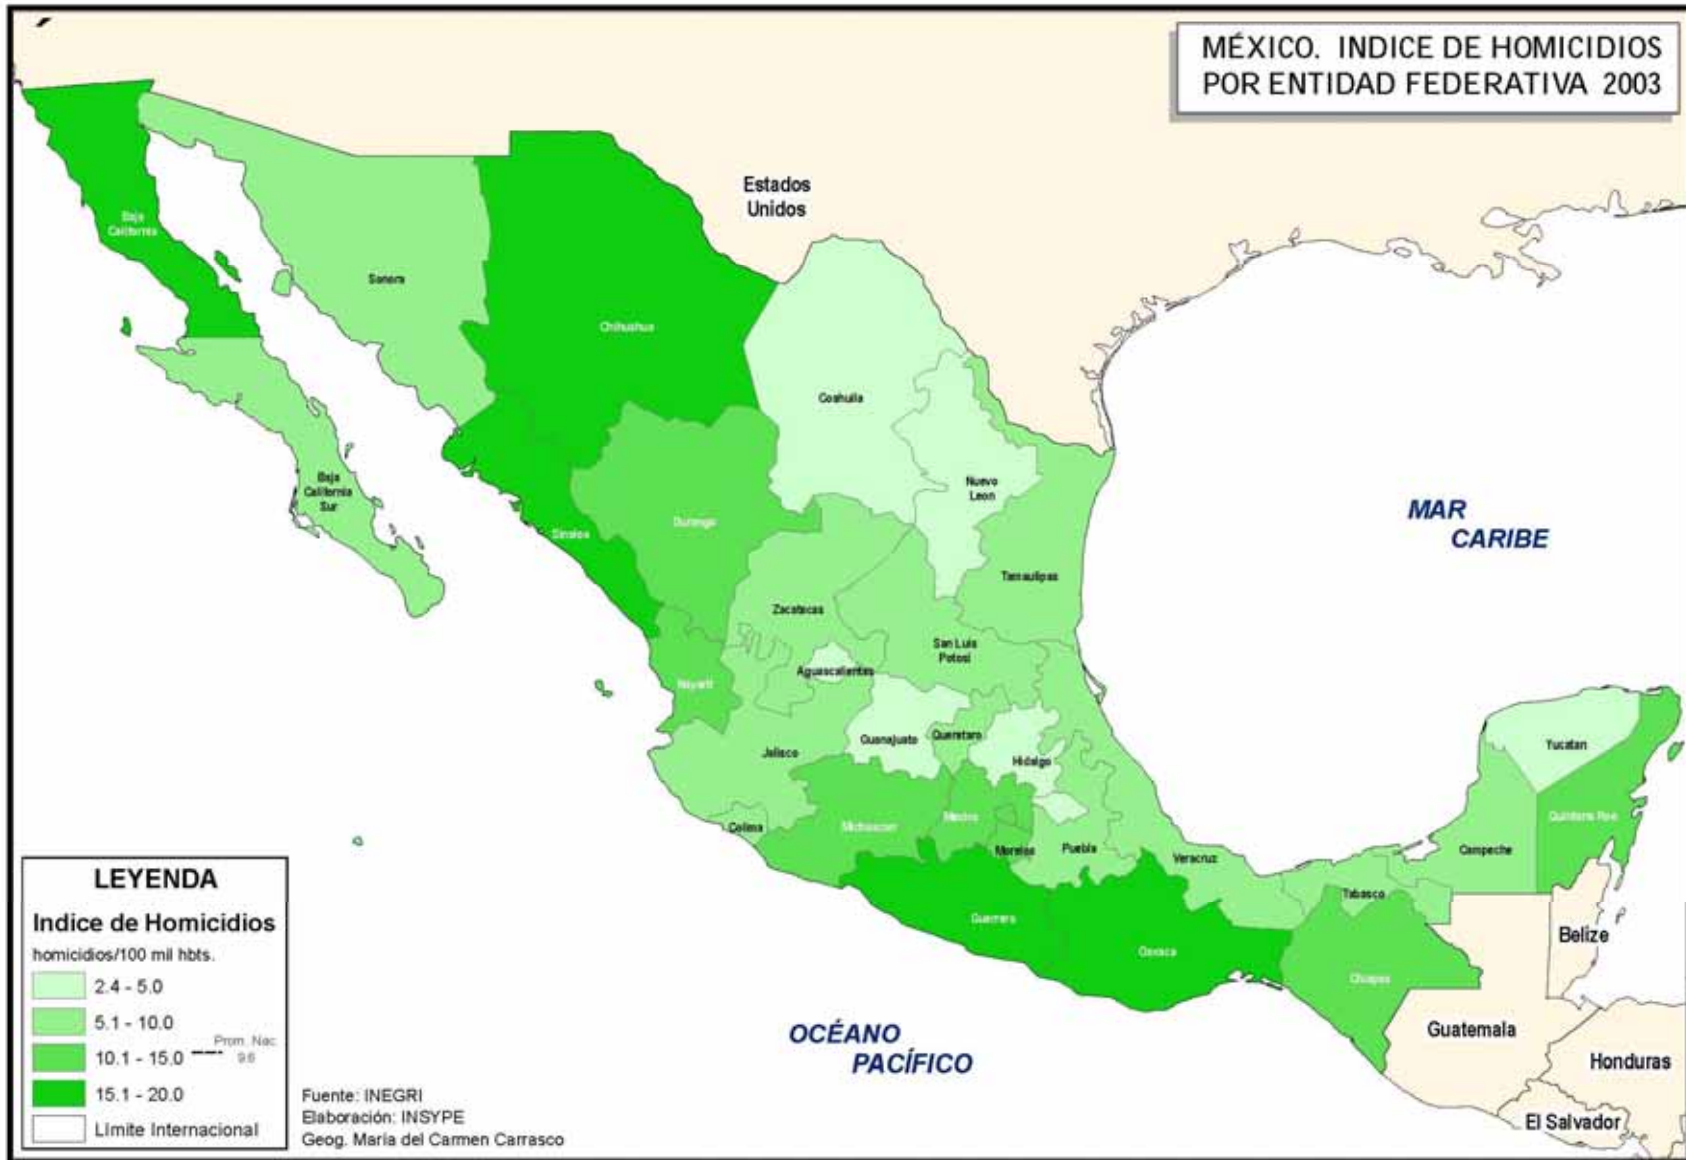 MÉXICO. INDICE DE HOMICIDIOS
POR ENTIDAD FEDERATIVA 2003
Estados
Unidos
Baja
California
Sonora
Chihuahua
Coahuila
Baja
California
Sur
Nuevo
Leon
MAR
CARIBE
Durango
Sinaloa
Tamaulipas
Zacatecas
San Luis
Potosi
Aguascalientes
Nayarit
Guanajuato
Queretaro
Jalisco
Hidalgo
Yucatan
Colima
Michoacan
Mexico
Morelos
Puebla
Veracruz
Campeche
Quintana Roo
Tabasco
Guerrero
Oaxaca
Chiapas
Belize
Guatemala
Honduras
El Salvador
OCÉANO
PACÍFICO
LEYENDA
Indice de Homicidios
homicidios/100 mil hbts.
2.4 - 5.0
5.1 - 10.0
10.1 - 15.0
Prom. Nac
9.6
15.1 - 20.0
Límite Internacional
Fuente: INEGRI
Elaboración: INSYPE
Geog. María del Carmen Carrasco